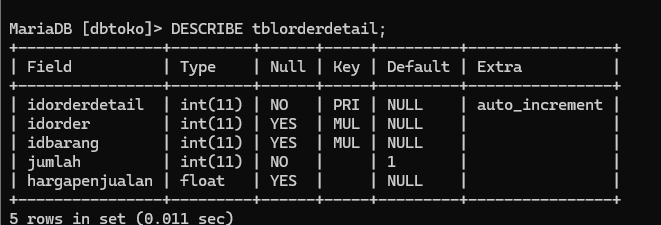 MariaDB [dbtoko]> DESCRIBE tblorderdetail;
+----------------+---------+------+-----+---------+----------------+
| Field          | Type    | Null | Key | Default | Extra          |
+----------------+---------+------+-----+---------+----------------+
| idorderdetail  | int(11) | NO   | PRI | NULL    | auto_increment |
| idorder        | int(11) | YES  | MUL | NULL    |                |
| idbarang       | int(11) | YES  | MUL | NULL    |                |
| jumlah         | int(11) | NO   |     | 1       |                |
| hargapenjualan | float   | YES  |     | NULL    |                |
+----------------+---------+------+-----+---------+----------------+
5 rows in set (0.011 sec)